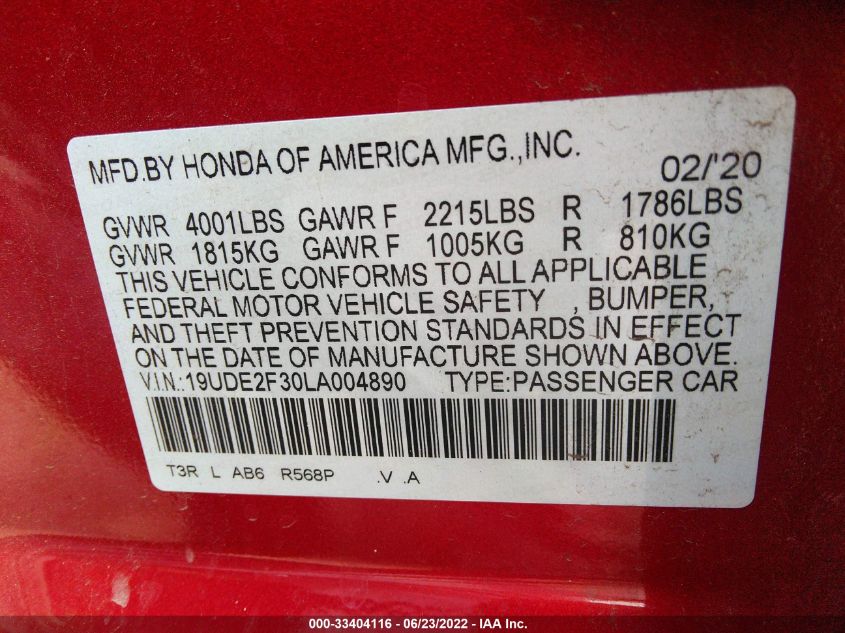 MFD.BY HONDA OF AMERICA MFG.,INC. 02/'20
GVWR 4001LBS GAWR F 2215LBS R 1786LBS
GVWR 1815KG GAWR F 1005KG R 810KG
THIS VEHICLE CONFORMS TO ALL APPLICABLE
FEDERAL MOTOR VEHICLE SAFETY , BUMPER,
AND THEFT PREVENTION STANDARDS IN EFFECT
ON THE DATE OF MANUFACTURE SHOWN ABOVE.
V.I.N.:19UDE2F30LA004890 TYPE:PASSENGER CAR
T3R L AB6 R568P .V .A
000-33404116 - 06/23/2022 - IAA Inc.